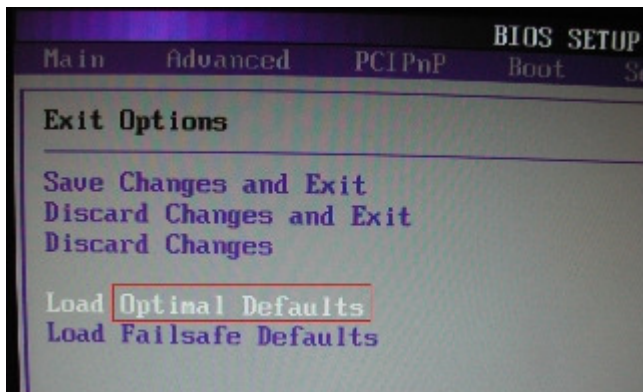 BIOS SETUP
Main Advanced PCIPnP Boot
Exit Options
Save Changes and Exit
Discard Changes and Exit
Discard Changes
Load Optimal Defaults
Load Failsafe Defaults